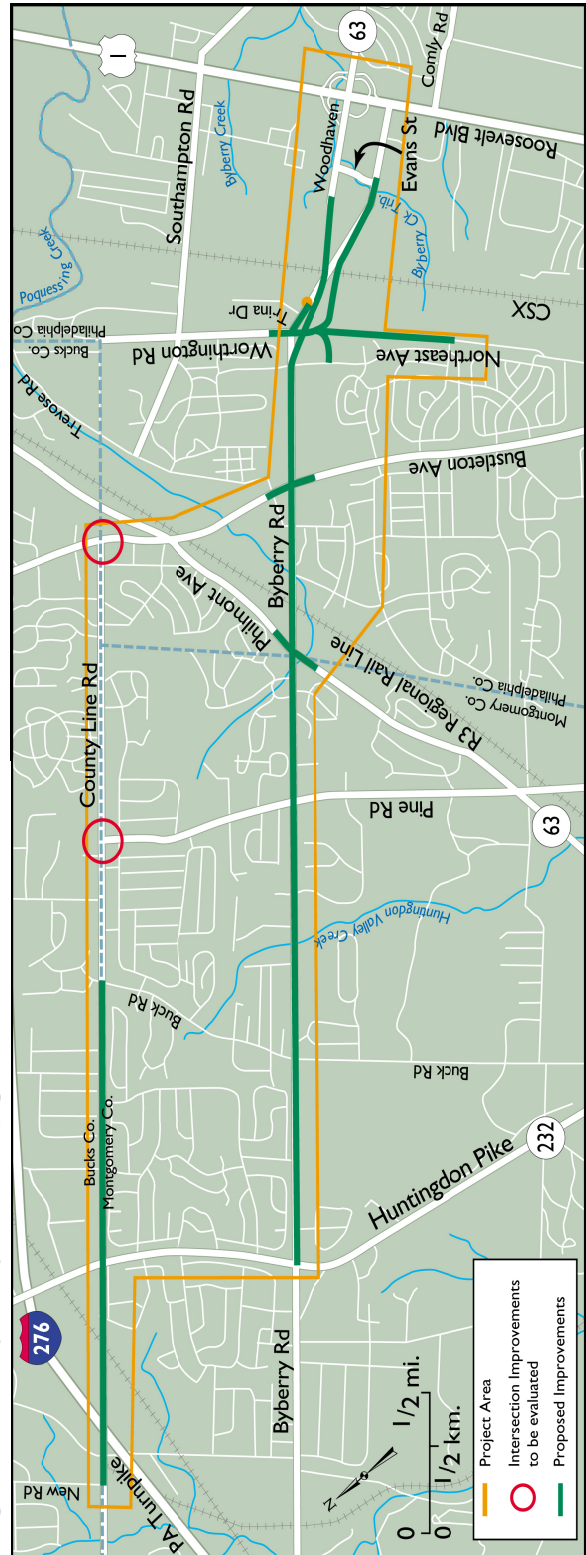 63
1
Comly Rd
Southampton Rd
Byberry Creek
Woodhaven
Evans St
Roosevelt Blvd
Poqnessing Creek
Byberry
Ck Trib.
CSX
Trina Dr
Philadelphia Co
Bucks Co.
Worthington Rd
Northeast Ave
Trevose Rd
Bustleton Ave
Byberry Rd
Philmont Ave
County Line Rd
R3 Regional Rail Line
Philadelphia Co.
Montgomery Co.
Pine Rd
63
Huntingdon Valley
Creek
Buck Rd
Buck Rd
Bucks Co.
Montgomery Co.
232
Huntingdon Pike
276
Byberry Rd
PA Turnpike
New Rd
N
0 1/2 mi.
0 1/2 km.
Project Area
Intersection Improvements
to be evaluated
Proposed Improvements